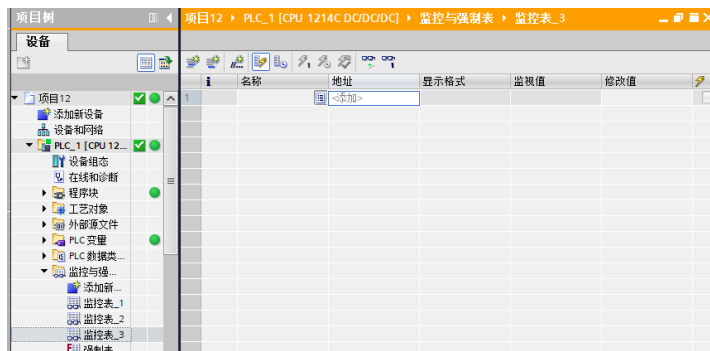 项目树
项目12 ▸ PLC_1 [CPU 1214C DC/DC/DC] ▸ 监控与强制表 ▸ 监控表_3
设备
i 名称 地址 显示格式 监视值 修改值
1 <添加>
项目12
添加新设备
设备和网络
PLC_1 [CPU 12...
设备组态
在线和诊断
程序块
工艺对象
外部源文件
PLC 变量
PLC 数据类...
监控与强...
添加新...
监控表_1
监控表_2
监控表_3
强制表